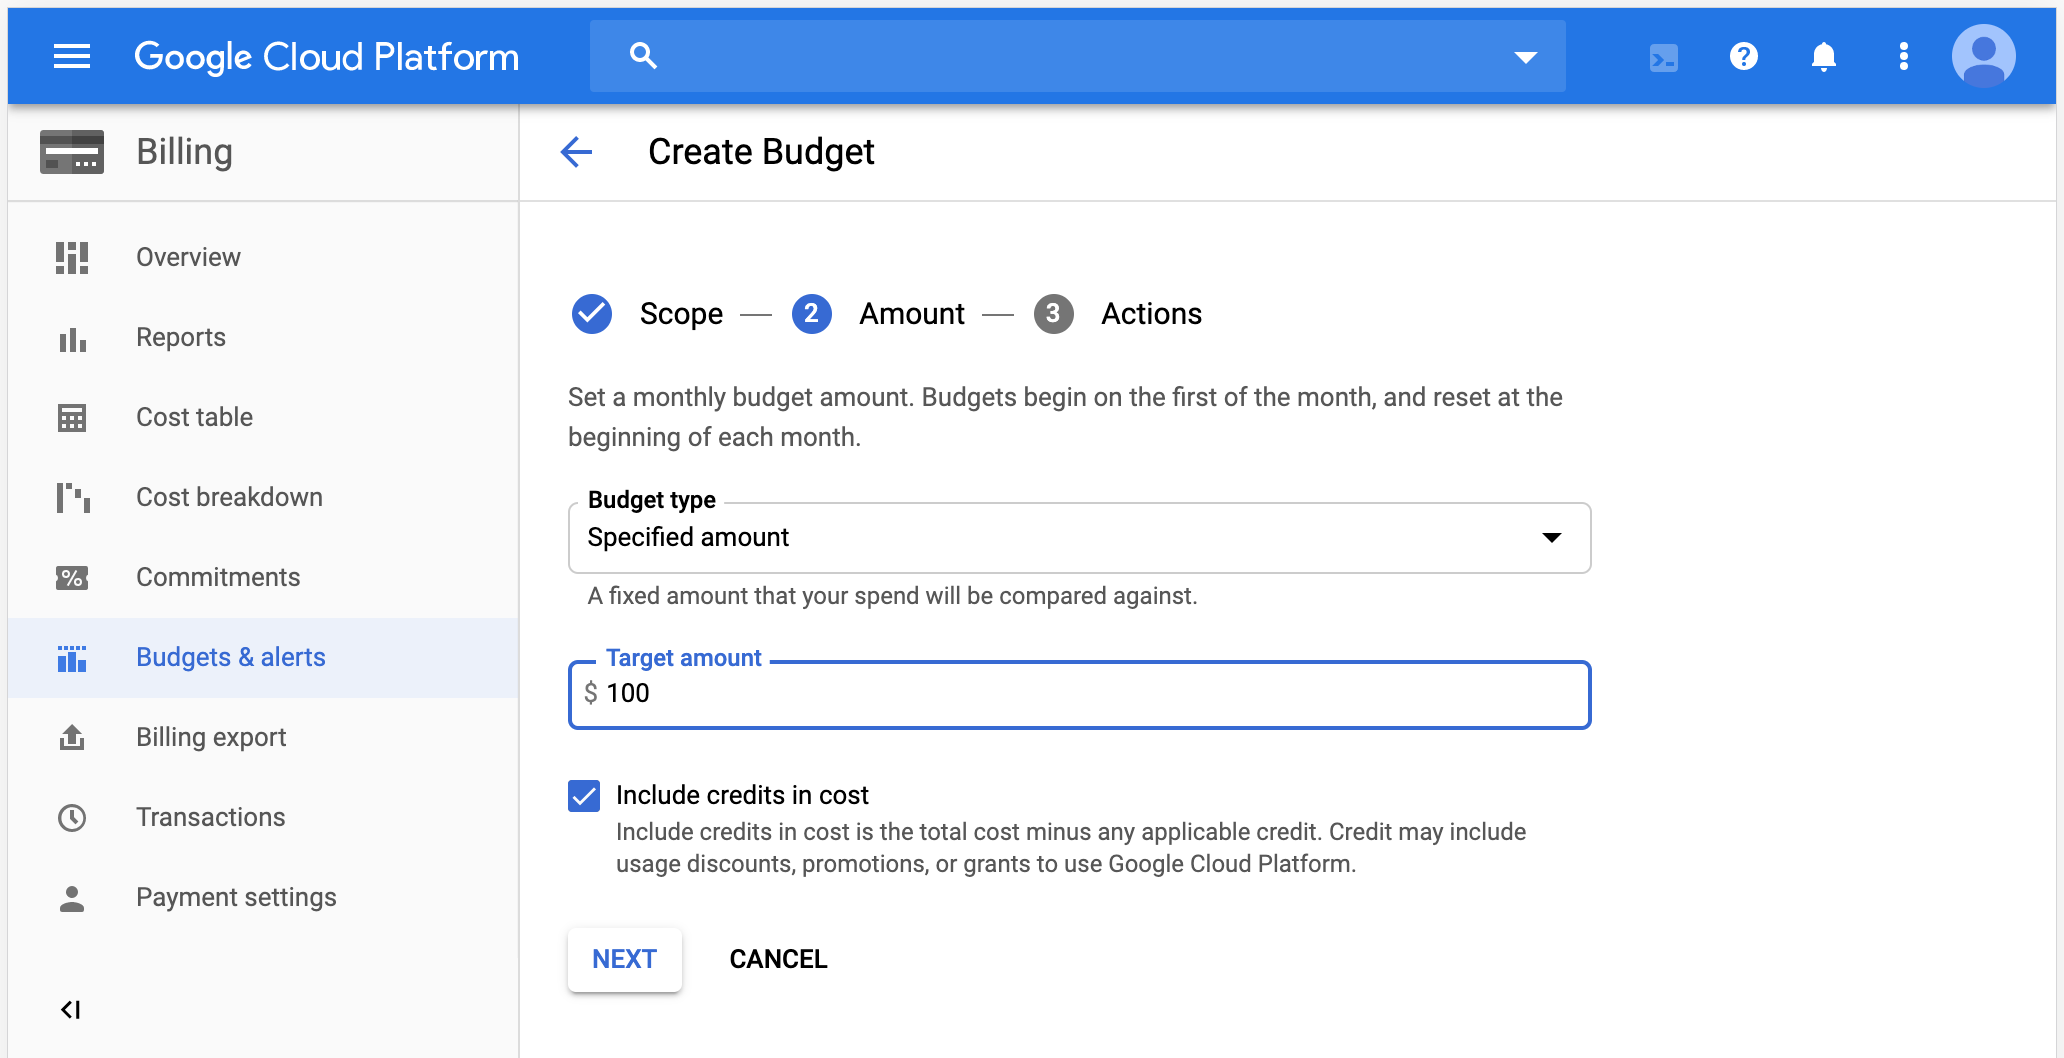 Google Cloud Platform
Billing
Create Budget
Overview
Reports
Cost table
Cost breakdown
Commitments
Budgets & alerts
Billing export
Transactions
Payment settings
Scope — 2 Amount — 3 Actions
Set a monthly budget amount. Budgets begin on the first of the month, and reset at the
beginning of each month.
Budget type
Specified amount
A fixed amount that your spend will be compared against.
Target amount
$ 100
Include credits in cost
Include credits in cost is the total cost minus any applicable credit. Credit may include
usage discounts, promotions, or grants to use Google Cloud Platform.
NEXT CANCEL